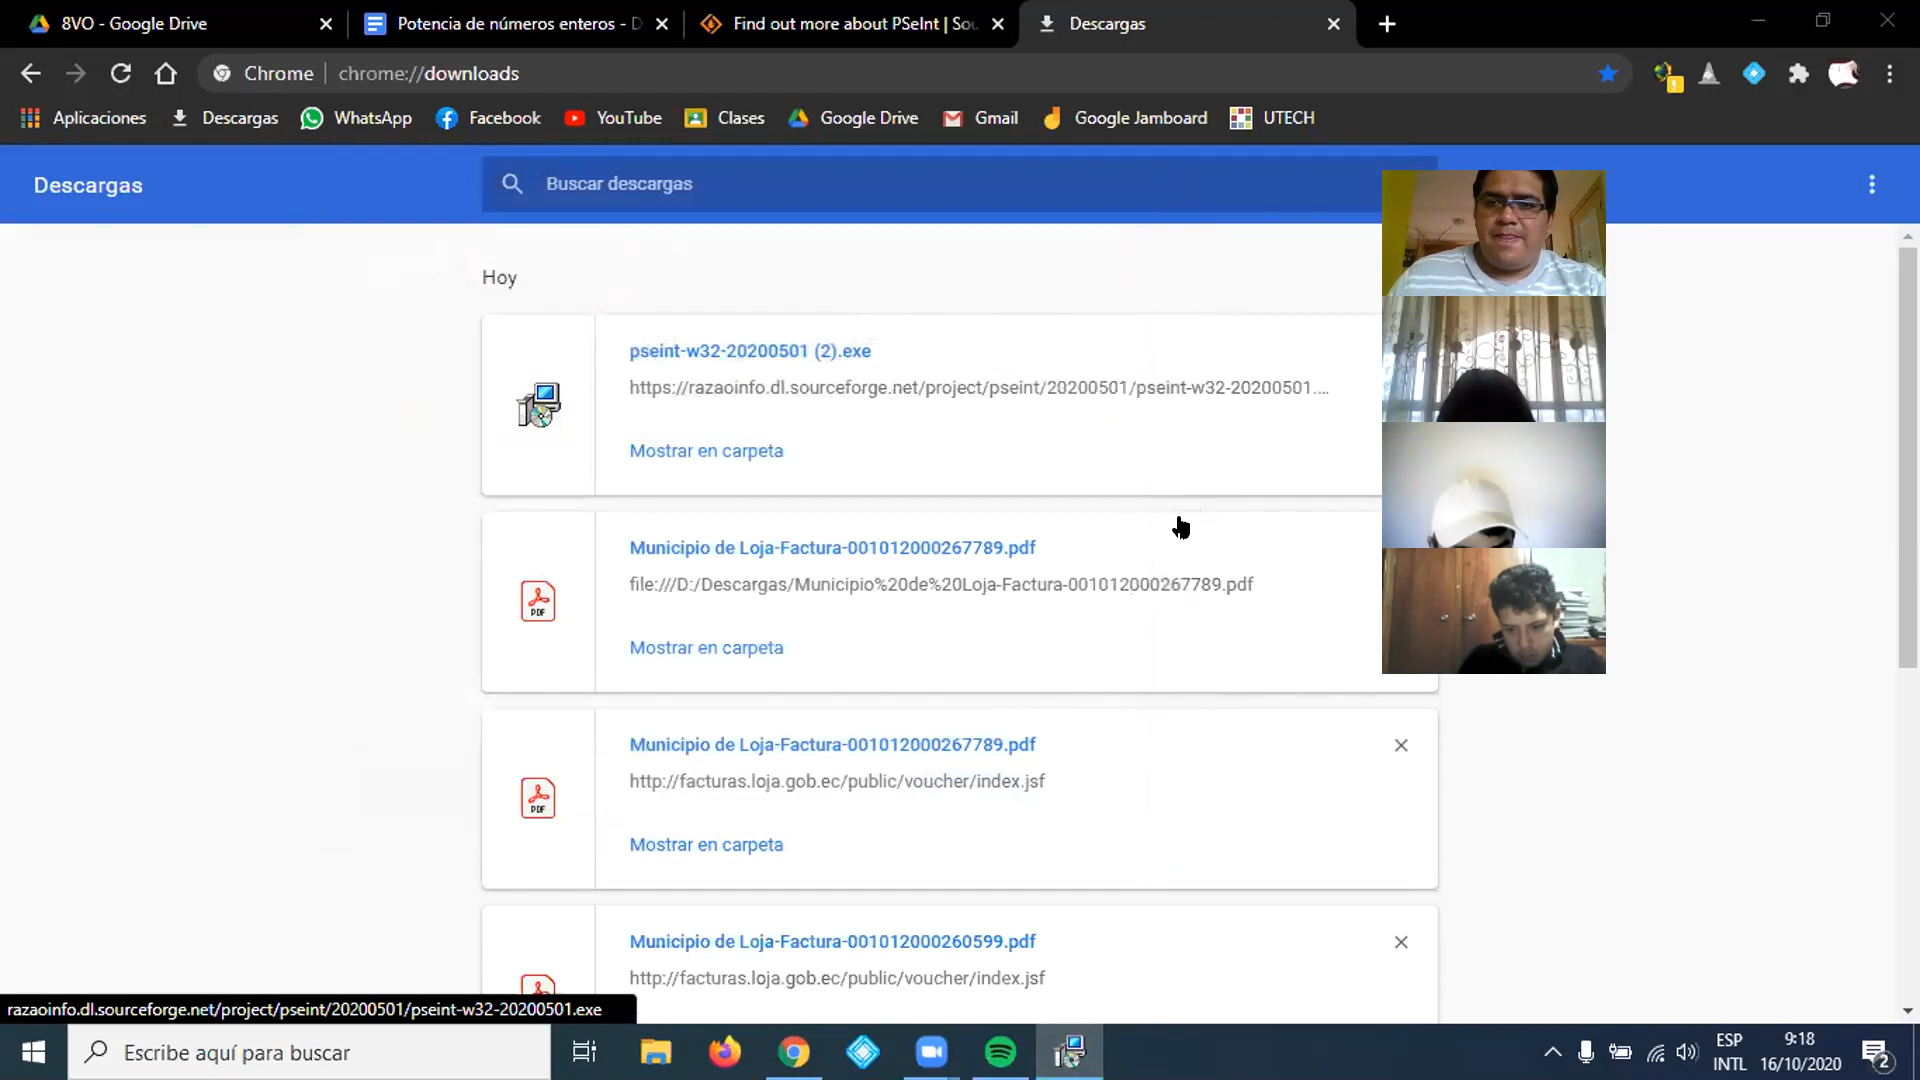 8VO - Google Drive
Potencia de números enteros - D
Find out more about PSeInt | Sou
Descargas
Chrome
chrome://downloads
Aplicaciones
Descargas
WhatsApp
Facebook
YouTube
Clases
Google Drive
Gmail
Google Jamboard
UTECH
Descargas
Buscar descargas
Hoy
pseint-w32-20200501 (2).exe
https://razaoinfo.dl.sourceforge.net/project/pseint/20200501/pseint-w32-20200501....
Mostrar en carpeta
Municipio de Loja-Factura-001012000267789.pdf
file:///D:/Descargas/Municipio%20de%20Loja-Factura-001012000267789.pdf
PDF
Mostrar en carpeta
Municipio de Loja-Factura-001012000267789.pdf
http://facturas.loja.gob.ec/public/voucher/index.jsf
PDF
Mostrar en carpeta
Municipio de Loja-Factura-001012000260599.pdf
http://facturas.loja.gob.ec/public/voucher/index.jsf
razaoinfo.dl.sourceforge.net/project/pseint/20200501/pseint-w32-20200501.exe
Escribe aquí para buscar
ESP
INTL
9:18
16/10/2020
2